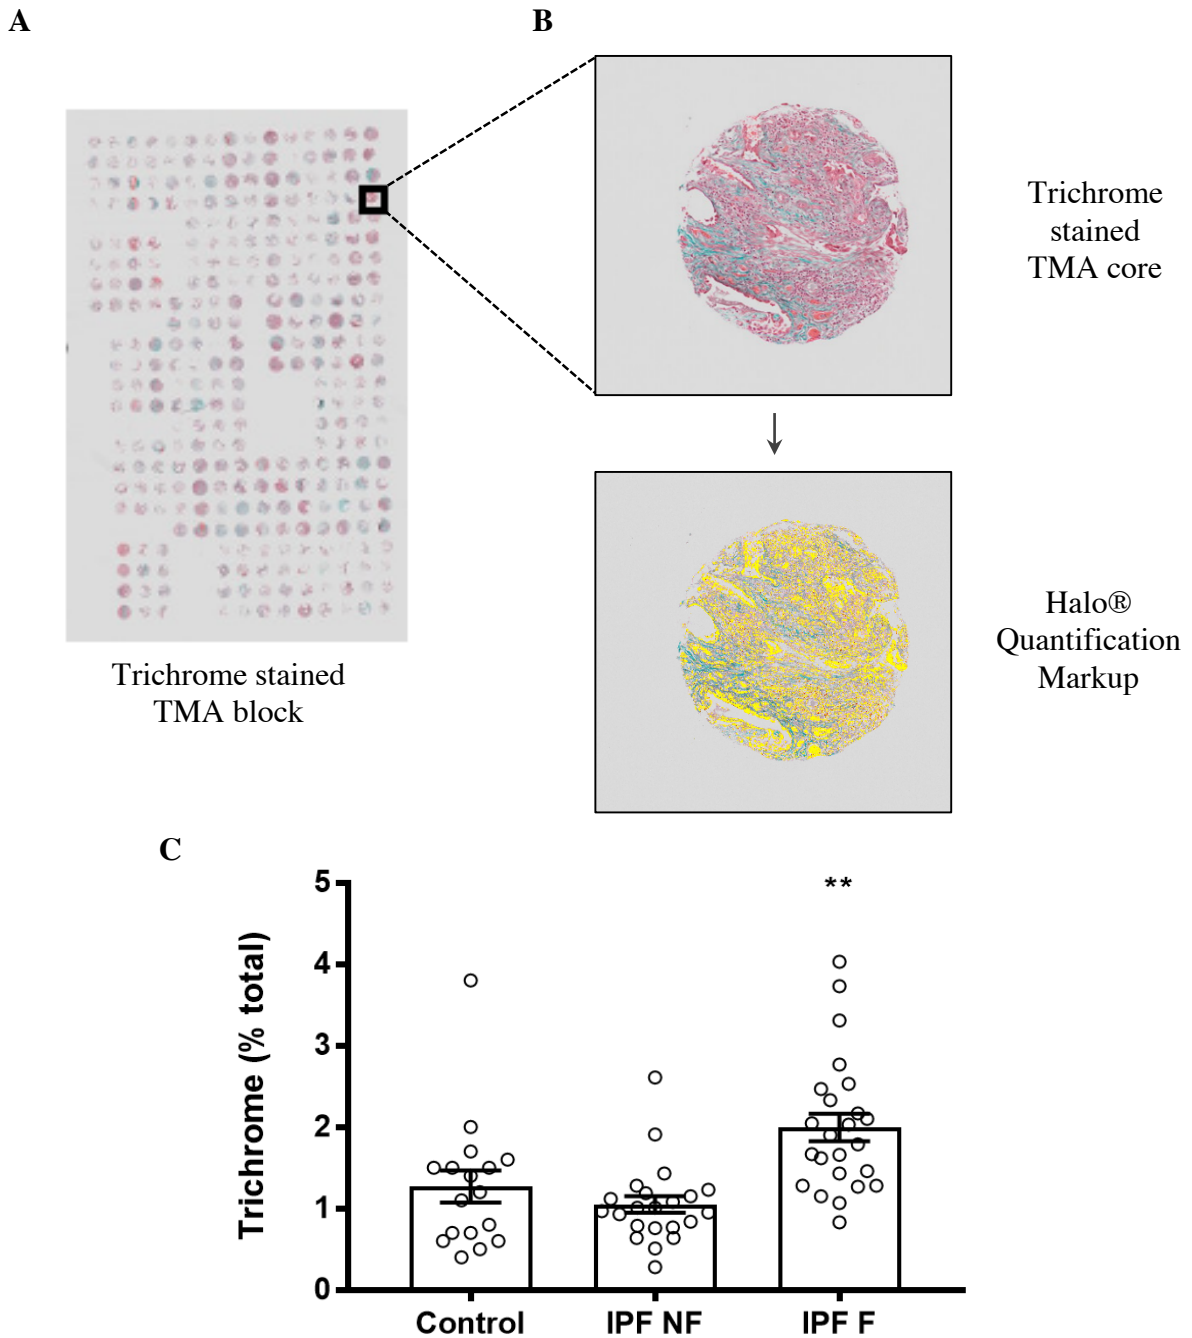 A
B
Trichrome
stained
TMA core
Halo®
Quantification
Markup
Trichrome stained
TMA block
C
Trichrome (% total)
5
4
3
2
1
0
**
Control
IPF NF
IPF F